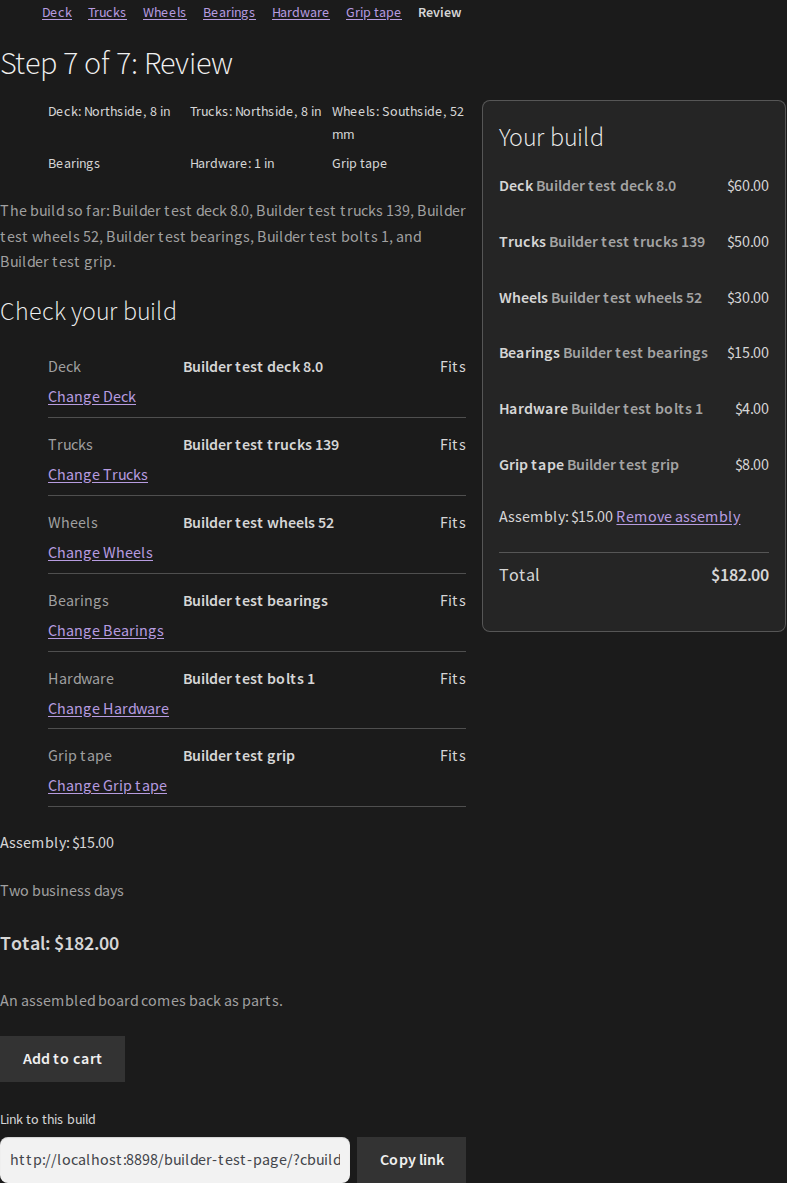 Deck Trucks Wheels Bearings Hardware Grip tape Review
Step 7 of 7: Review
Deck: Northside, 8 in
Trucks: Northside, 8 in
Wheels: Southside, 52
mm
Bearings
Hardware: 1 in
Grip tape
The build so far: Builder test deck 8.0, Builder test trucks 139, Builder
test wheels 52, Builder test bearings, Builder test bolts 1, and
Builder test grip.
Check your build
Deck Builder test deck 8.0 Fits
Change Deck
Trucks Builder test trucks 139 Fits
Change Trucks
Wheels Builder test wheels 52 Fits
Change Wheels
Bearings Builder test bearings Fits
Change Bearings
Hardware Builder test bolts 1 Fits
Change Hardware
Grip tape Builder test grip Fits
Change Grip tape
Assembly: $15.00
Two business days
Total: $182.00
An assembled board comes back as parts.
Add to cart
Link to this build
http://localhost:8898/builder-test-page/?cbuild
Copy link
Your build
Deck Builder test deck 8.0 $60.00
Trucks Builder test trucks 139 $50.00
Wheels Builder test wheels 52 $30.00
Bearings Builder test bearings $15.00
Hardware Builder test bolts 1 $4.00
Grip tape Builder test grip $8.00
Assembly: $15.00 Remove assembly
Total $182.00